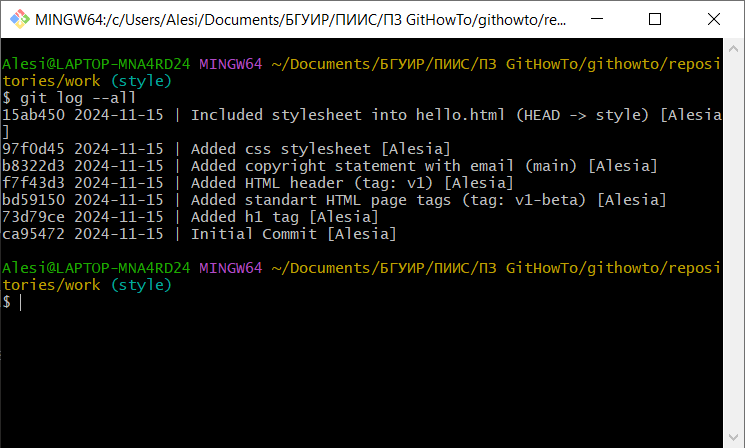 MINGW64:/c/Users/Alesi/Documents/БГУИР/ПИИС/ПЗ GitHowTo/githowto/re...
Alesi@LAPTOP-MNA4RD24 MINGW64 ~/Documents/БГУИР/ПИИС/ПЗ GitHowTo/githowto/reposi
tories/work (style)
$ git log --all
15ab450 2024-11-15 | Included stylesheet into hello.html (HEAD -> style) [Alesia
]
97f0d45 2024-11-15 | Added css stylesheet [Alesia]
b8322d3 2024-11-15 | Added copyright statement with email (main) [Alesia]
f7f43d3 2024-11-15 | Added HTML header (tag: v1) [Alesia]
bd59150 2024-11-15 | Added standart HTML page tags (tag: v1-beta) [Alesia]
73d79ce 2024-11-15 | Added h1 tag [Alesia]
ca95472 2024-11-15 | Initial Commit [Alesia]
Alesi@LAPTOP-MNA4RD24 MINGW64 ~/Documents/БГУИР/ПИИС/ПЗ GitHowTo/githowto/reposi
tories/work (style)
$